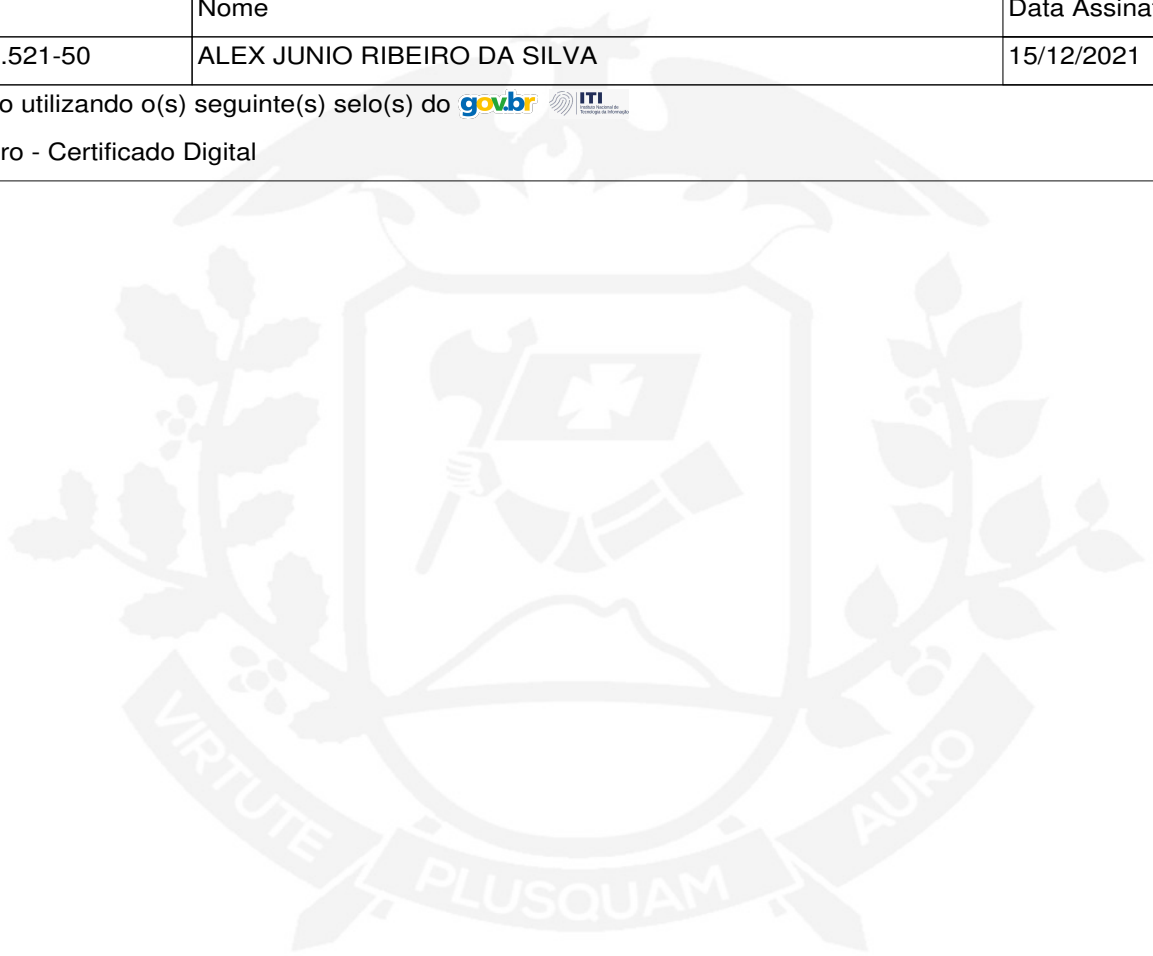 Nome Data Assinat
.521-50 ALEX JUNIO RIBEIRO DA SILVA 15/12/2021
o utilizando o(s) seguinte(s) selo(s) do gov.br ITI
ro - Certificado Digital
VIRTUTE PLUSQUAM AURO